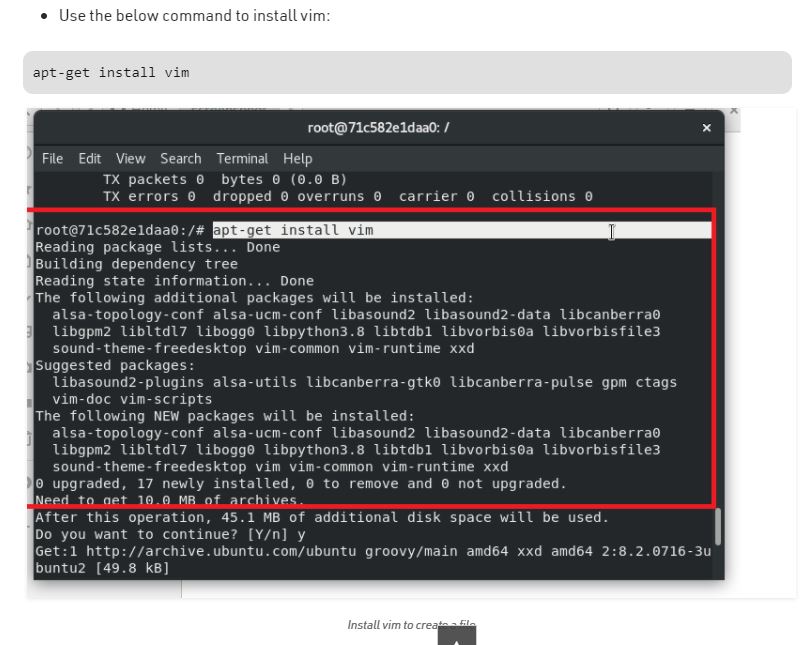 Use the below command to install vim:
apt-get install vim
root@71c582e1daa0: /
×
File Edit View Search Terminal Help
TX packets 0  bytes 0 (0.0 B)
TX errors 0  dropped 0 overruns 0  carrier 0  collisions 0
root@71c582e1daa0:/# apt-get install vim
Reading package lists... Done
Building dependency tree
Reading state information... Done
The following additional packages will be installed:
alsa-topology-conf alsa-ucm-conf libasound2 libasound2-data libcanberra0
libgpm2 libltdl7 libogg0 libpython3.8 libtdb1 libvorbis0a libvorbisfile3
sound-theme-freedesktop vim-common vim-runtime xxd
Suggested packages:
libasound2-plugins alsa-utils libcanberra-gtk0 libcanberra-pulse gpm ctags
vim-doc vim-scripts
The following NEW packages will be installed:
alsa-topology-conf alsa-ucm-conf libasound2 libasound2-data libcanberra0
libgpm2 libltdl7 libogg0 libpython3.8 libtdb1 libvorbis0a libvorbisfile3
sound-theme-freedesktop vim vim-common vim-runtime xxd
0 upgraded, 17 newly installed, 0 to remove and 0 not upgraded.
Need to get 10.0 MB of archives.
After this operation, 45.1 MB of additional disk space will be used.
Do you want to continue? [Y/n] y
Get:1 http://archive.ubuntu.com/ubuntu groovy/main amd64 xxd amd64 2:8.2.0716-3u
buntu2 [49.8 kB]
Install vim to create a file